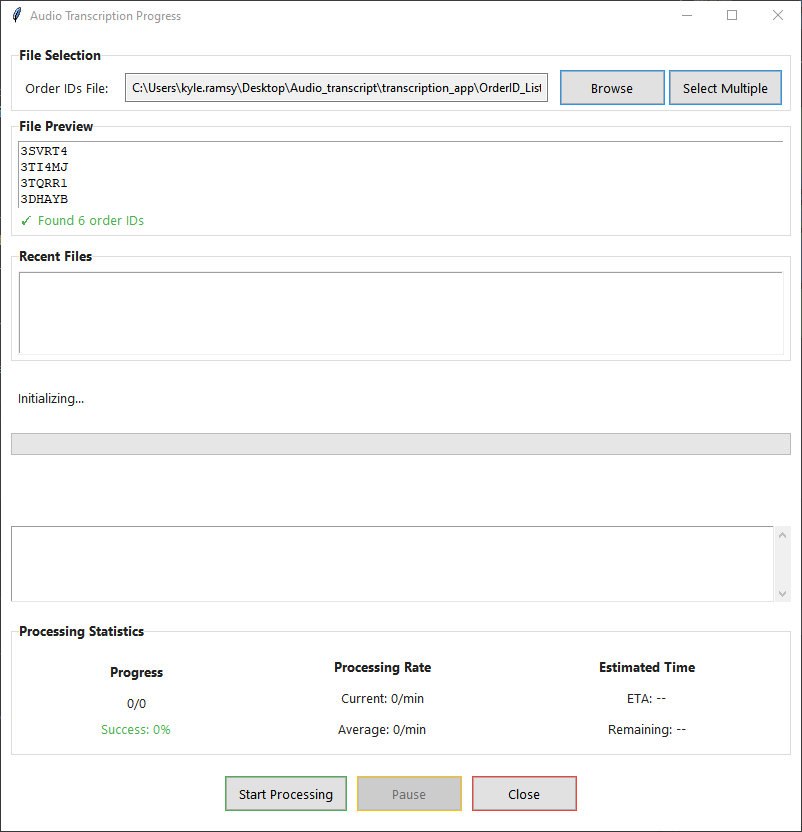 Audio Transcription Progress
File Selection
Order IDs File: C:\Users\kyle.ramsy\Desktop\Audio_transcript\transcription_app\OrderID_List Browse Select Multiple
File Preview
3SVRT4
3TI4MJ
3TQRR1
3DHAYB
✓ Found 6 order IDs
Recent Files
Initializing...
Processing Statistics
Progress Processing Rate Estimated Time
0/0 Current: 0/min ETA: --
Success: 0% Average: 0/min Remaining: --
Start Processing Pause Close